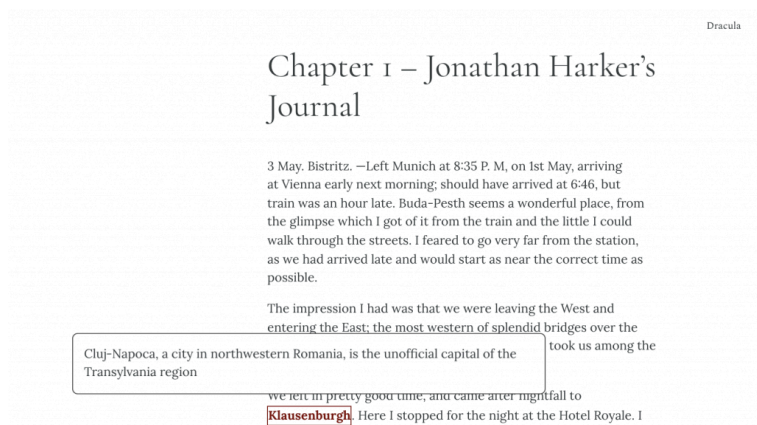 Dracula
Chapter 1 – Jonathan Harker’s
Journal
3 May. Bistritz. —Left Munich at 8:35 P. M, on 1st May, arriving
at Vienna early next morning; should have arrived at 6:46, but
train was an hour late. Buda-Pesth seems a wonderful place, from
the glimpse which I got of it from the train and the little I could
walk through the streets. I feared to go very far from the station,
as we had arrived late and would start as near the correct time as
possible.
The impression I had was that we were leaving the West and
entering the East; the most western of splendid bridges over the
took us among the
Cluj-Napoca, a city in northwestern Romania, is the unofficial capital of the
Transylvania region
We left in pretty good time, and came after nightfall to
Klausenburgh. Here I stopped for the night at the Hotel Royale. I